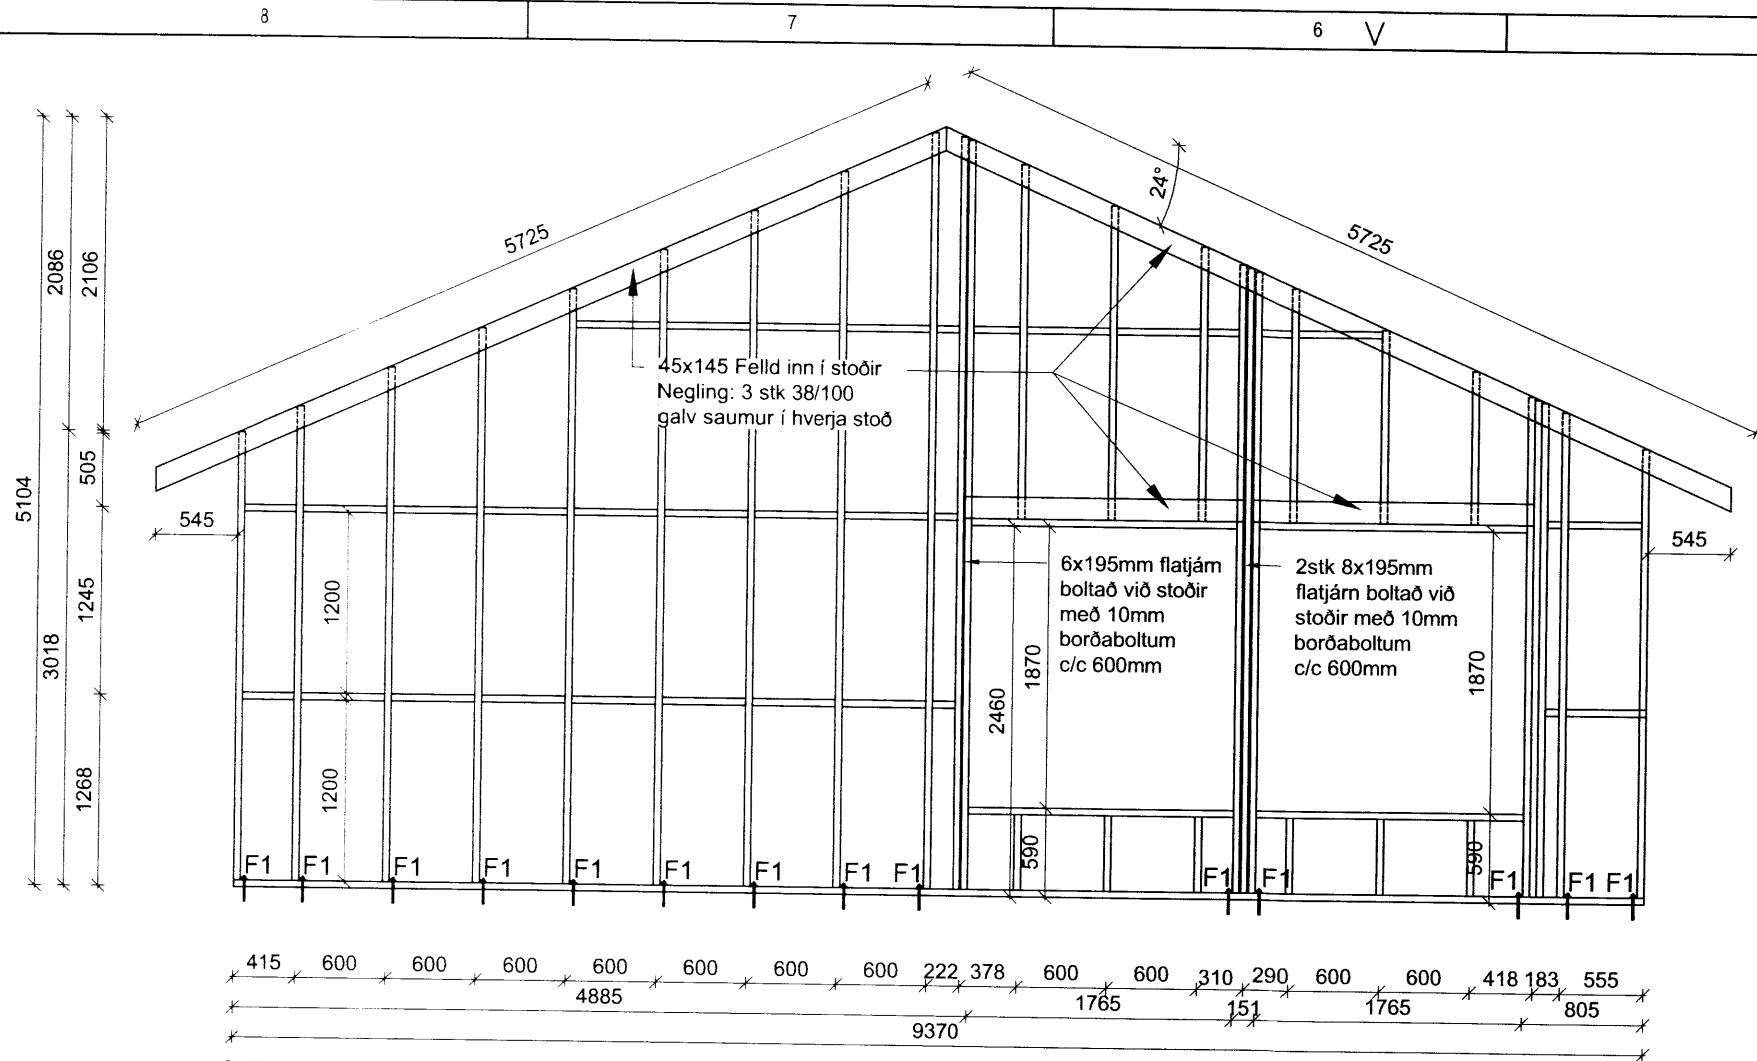 8
7
6
V
5725
24°
5725
2086
2106
5104
505
3018
1245
1268
545
1200
1200
45x145 Felld inn í stoðir
Negling: 3 stk 38/100
galv saumur í hverja stoð
6x195mm flatjárn
boltað við stoðir
með 10mm
borðaboltum
c/c 600mm
2stk 8x195mm
flatjárn boltað við
stoðir með 10mm
borðaboltum
c/c 600mm
545
1870
2460
590
1870
590
F1 F1 F1 F1 F1 F1 F1 F1 F1 F1 F1 F1 F1 F1
415 600 600 600 600 600 600 600 222 378 600 600 310 290 600 600 418 183 555
4885 1765 151 1765 805
9370